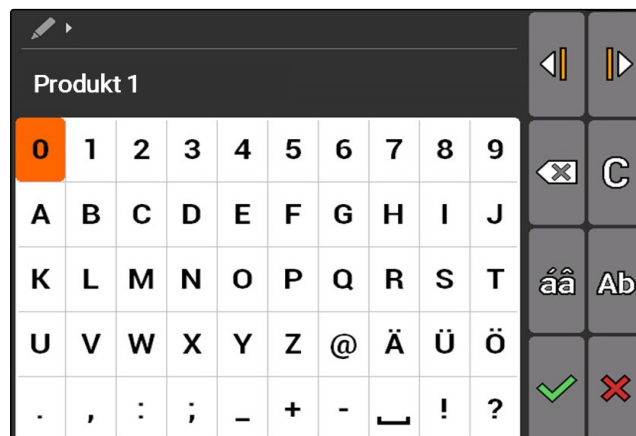 Produkt 1
0 1 2 3 4 5 6 7 8 9
C
A B C D E F G H I J
K L M N O P Q R S T
áâ Ab
U V W X Y Z @ Ä Ü Ö
. , : ; _ + - ⎵ ! ?